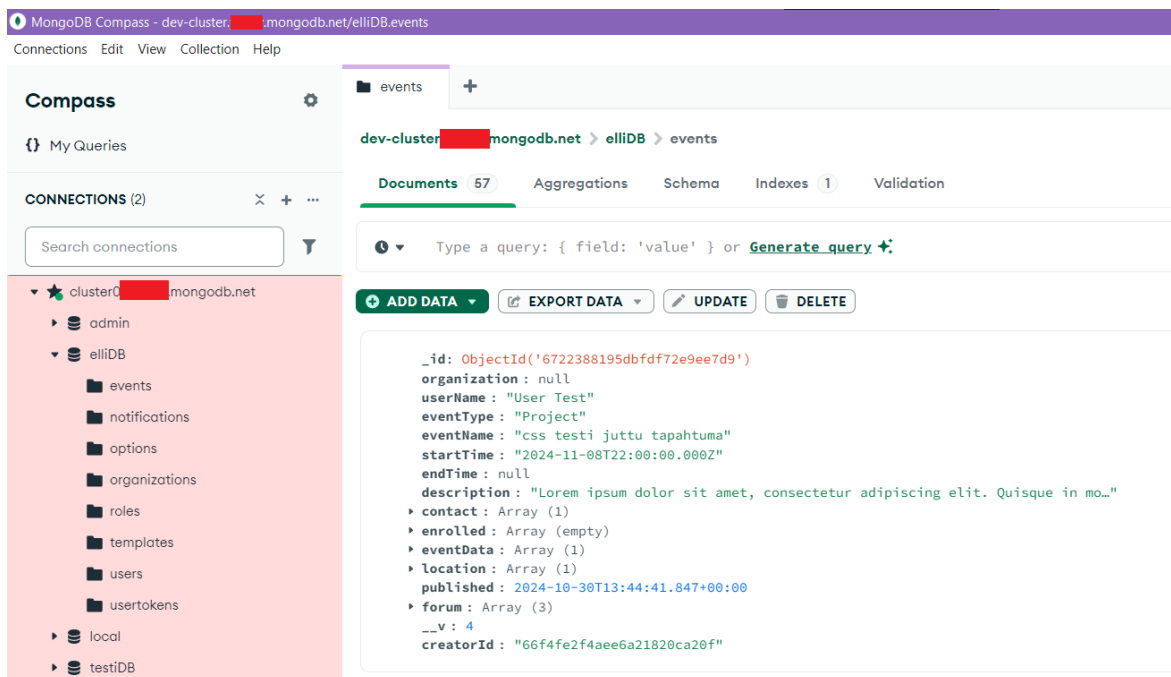 MongoDB Compass - dev-cluster. .mongodb.net/elliDB.events
Connections Edit View Collection Help
Compass
{} My Queries
CONNECTIONS (2)
Search connections
cluster0 .mongodb.net
admin
elliDB
events
notifications
options
organizations
roles
templates
users
usertokens
local
testiDB
events
dev-cluster mongodb.net > elliDB > events
Documents 57 Aggregations Schema Indexes 1 Validation
Type a query: { field: 'value' } or Generate query
ADD DATA EXPORT DATA UPDATE DELETE
_id: ObjectId('6722388195dbfdf72e9ee7d9')
organization : null
userName : "User Test"
eventType : "Project"
eventName : "css testi juttu tapahtuma"
startTime : "2024-11-08T22:00:00.000Z"
endTime : null
description : "Lorem ipsum dolor sit amet, consectetur adipiscing elit. Quisque in mo…"
contact : Array (1)
enrolled : Array (empty)
eventData : Array (1)
location : Array (1)
published : 2024-10-30T13:44:41.847+00:00
forum : Array (3)
__v : 4
creatorId : "66f4fe2f4aee6a21820ca20f"